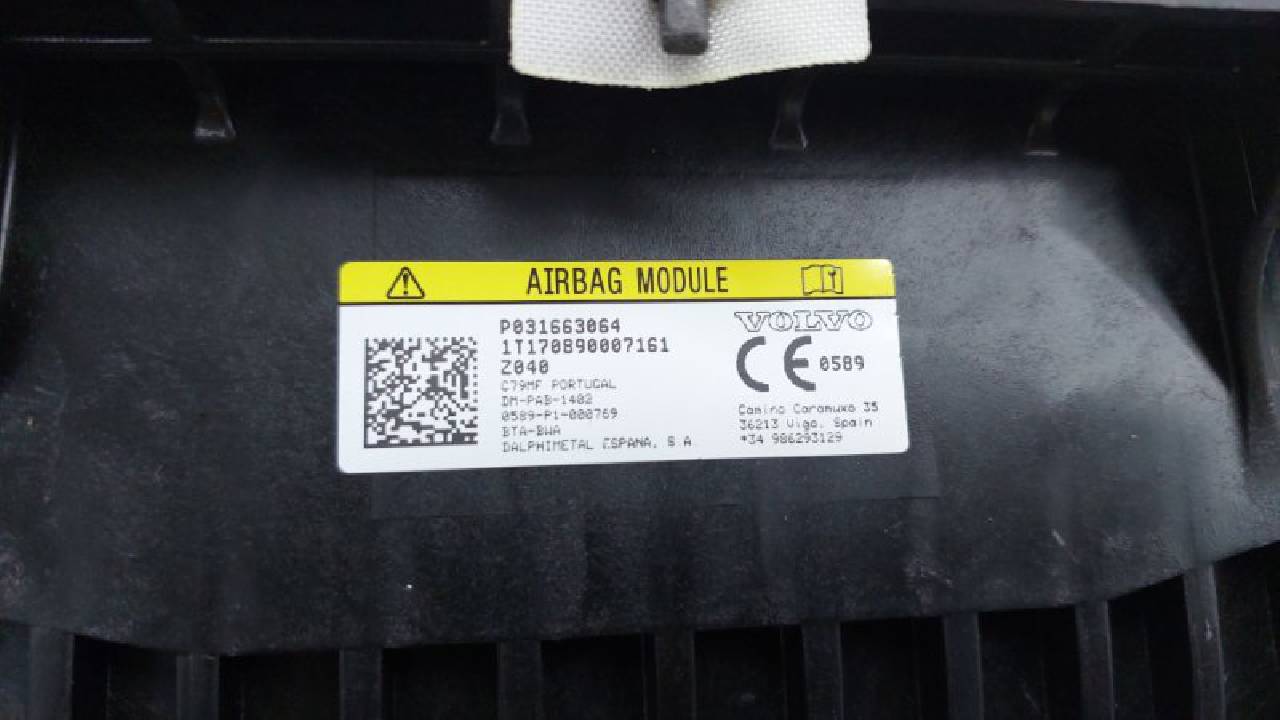 AIRBAG MODULE
P031663064
1T170890007161
Z040
C79MF PORTUGAL
DM-PAB-1402
0589-P1-000769
BTA-BWA
DALPHIMETAL ESPANA, S A
VOLVO
CE 0589
Camino Caramuxo 35
36213 Vigo, Spain
*34 986293129